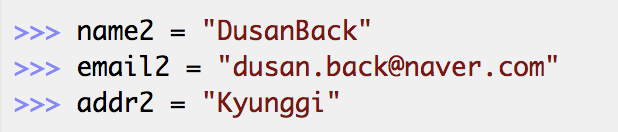 >>> name2 = "DusanBack"
>>> email2 = "dusan.back@naver.com"
>>> addr2 = "Kyunggi"